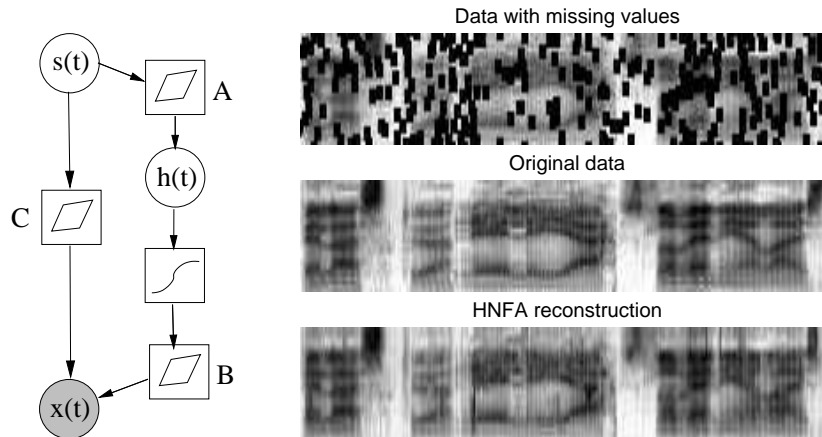 s(t)
A
h(t)
C
B
x(t)
Data with missing values
Original data
HNFA reconstruction